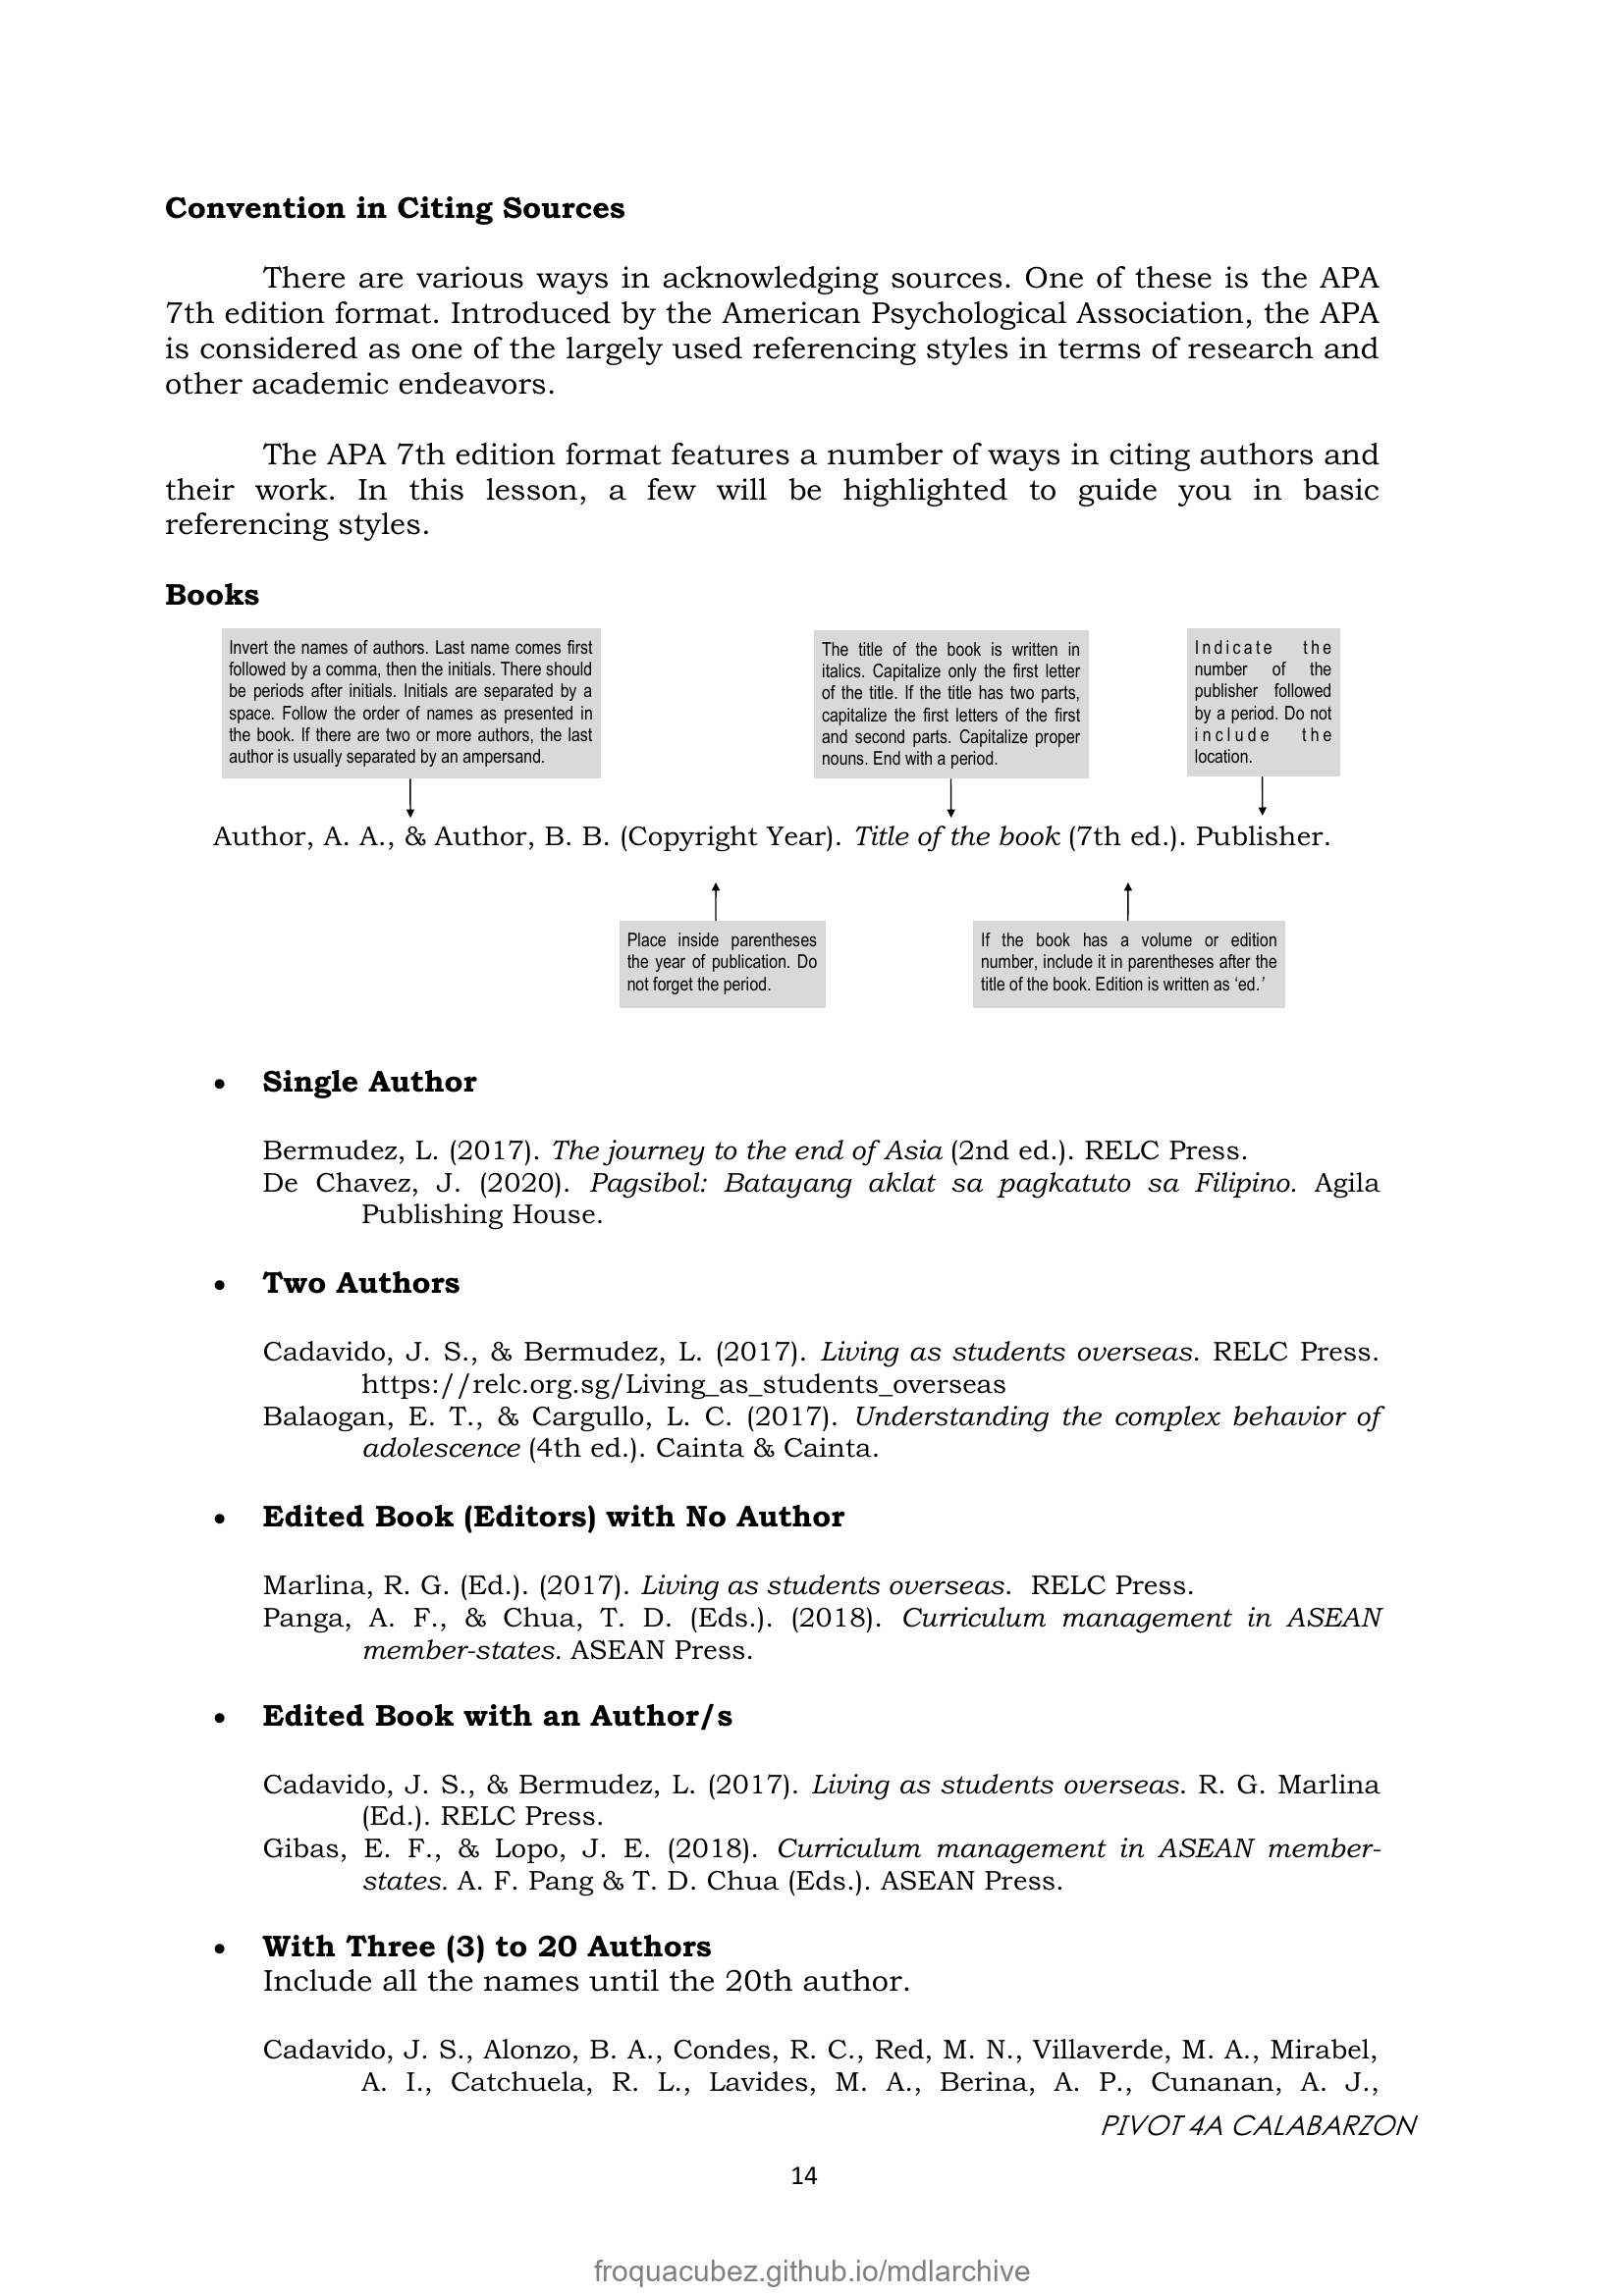 Convention in Citing Sources
There are various ways in acknowledging sources. One of these is the APA
7th edition format. Introduced by the American Psychological Association, the APA
is considered as one of the largely used referencing styles in terms of research and
other academic endeavors.
The APA 7th edition format features a number of ways in citing authors and
their work. In this lesson, a few will be highlighted to guide you in basic
referencing styles.
Books
Invert the names of authors. Last name comes first
followed by a comma, then the initials. There should
be periods after initials. Initials are separated by a
space. Follow the order of names as presented in
the book. If there are two or more authors, the last
author is usually separated by an ampersand.
The title of the book is written in
italics. Capitalize only the first letter
of the title. If the title has two parts,
capitalize the first letters of the first
and second parts. Capitalize proper
nouns. End with a period.
Indicate the
number of the
publisher followed
by a period. Do not
include the
location.
Author, A. A., & Author, B. B. (Copyright Year). Title of the book (7th ed.). Publisher.
Place inside parentheses
the year of publication. Do
not forget the period.
If the book has a volume or edition
number, include it in parentheses after the
title of the book. Edition is written as ‘ed.’
• Single Author
Bermudez, L. (2017). The journey to the end of Asia (2nd ed.). RELC Press.
De Chavez, J. (2020). Pagsibol: Batayang aklat sa pagkatuto sa Filipino. Agila
Publishing House.
• Two Authors
Cadavido, J. S., & Bermudez, L. (2017). Living as students overseas. RELC Press.
https://relc.org.sg/Living_as_students_overseas
Balaogan, E. T., & Cargullo, L. C. (2017). Understanding the complex behavior of
adolescence (4th ed.). Cainta & Cainta.
• Edited Book (Editors) with No Author
Marlina, R. G. (Ed.). (2017). Living as students overseas. RELC Press.
Panga, A. F., & Chua, T. D. (Eds.). (2018). Curriculum management in ASEAN
member-states. ASEAN Press.
• Edited Book with an Author/s
Cadavido, J. S., & Bermudez, L. (2017). Living as students overseas. R. G. Marlina
(Ed.). RELC Press.
Gibas, E. F., & Lopo, J. E. (2018). Curriculum management in ASEAN member-
states. A. F. Pang & T. D. Chua (Eds.). ASEAN Press.
• With Three (3) to 20 Authors
Include all the names until the 20th author.
Cadavido, J. S., Alonzo, B. A., Condes, R. C., Red, M. N., Villaverde, M. A., Mirabel,
A. I., Catchuela, R. L., Lavides, M. A., Berina, A. P., Cunanan, A. J.,
PIVOT 4A CALABARZON
14
froquacubez.github.io/mdlarchive